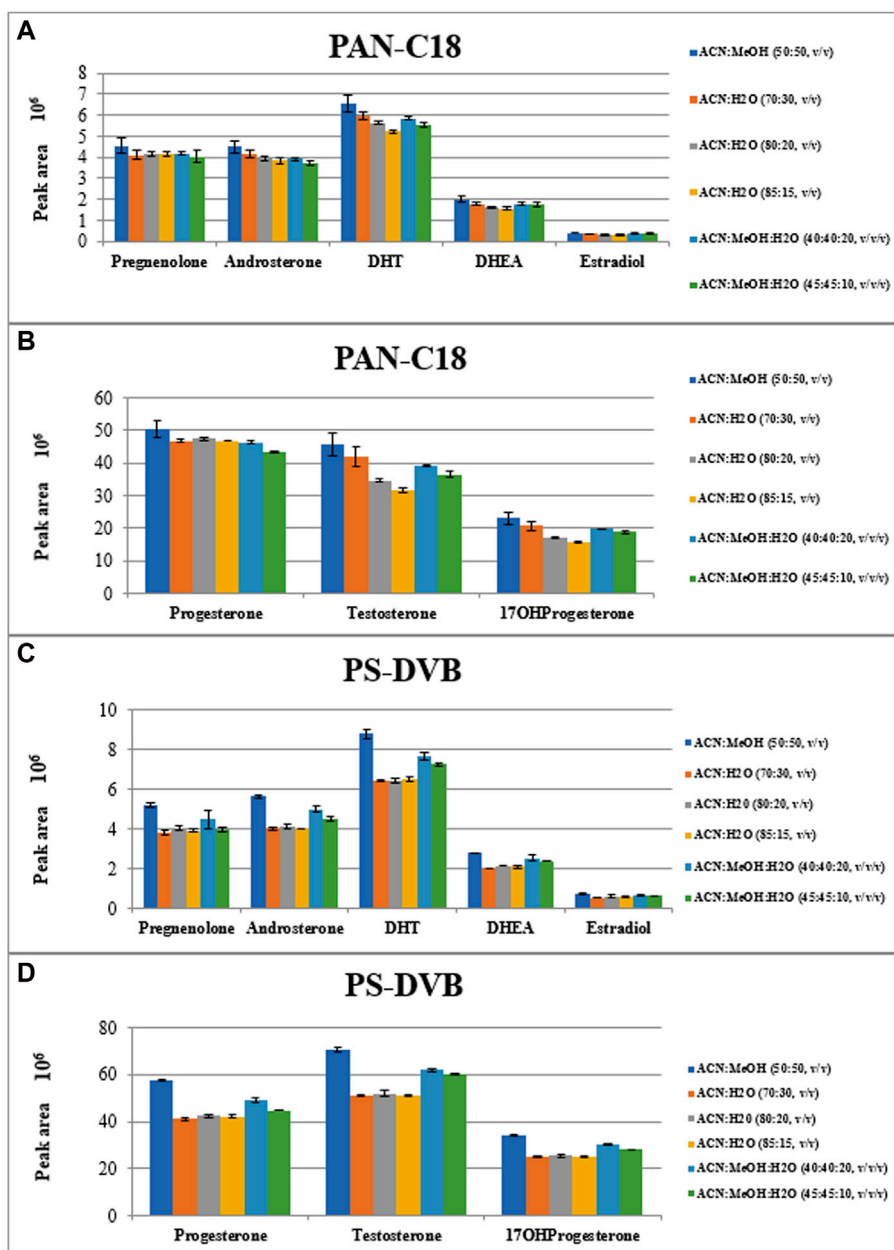 A
PAN-C18
Peak area 10⁶
8
7
6
5
4
3
2
1
0
Pregnenolone Androsterone DHT DHEA Estradiol
ACN:MeOH (50:50, v/v)
ACN:H2O (70:30, v/v)
ACN:H2O (80:20, v/v)
ACN:H2O (85:15, v/v)
ACN:MeOH:H2O (40:40:20, v/v/v)
ACN:MeOH:H2O (45:45:10, v/v/v)
B
PAN-C18
Peak area 10⁶
60
50
40
30
20
10
0
Progesterone Testosterone 17OHProgesterone
ACN:MeOH (50:50, v/v)
ACN:H2O (70:30, v/v)
ACN:H2O (80:20, v/v)
ACN:H2O (85:15, v/v)
ACN:MeOH:H2O (40:40:20, v/v/v)
ACN:MeOH:H2O (45:45:10, v/v/v)
C
PS-DVB
Peak area 10⁶
10
8
6
4
2
0
Pregnenolone Androsterone DHT DHEA Estradiol
ACN:MeOH (50:50, v/v)
ACN:H2O (70:30, v/v)
ACN:H20 (80:20, v/v)
ACN:H2O (85:15, v/v)
ACN:MeOH:H2O (40:40:20, v/v/v)
ACN:MeOH:H2O (45:45:10, v/v/v)
D
PS-DVB
Peak area 10⁶
80
60
40
20
0
Progesterone Testosterone 17OHProgesterone
ACN:MeOH (50:50, v/v)
ACN:H2O (70:30, v/v)
ACN:H20 (80:20, v/v)
ACN:H2O (85:15, v/v)
ACN:MeOH:H2O (40:40:20, v/v/v)
ACN:MeOH:H2O (45:45:10, v/v/v)